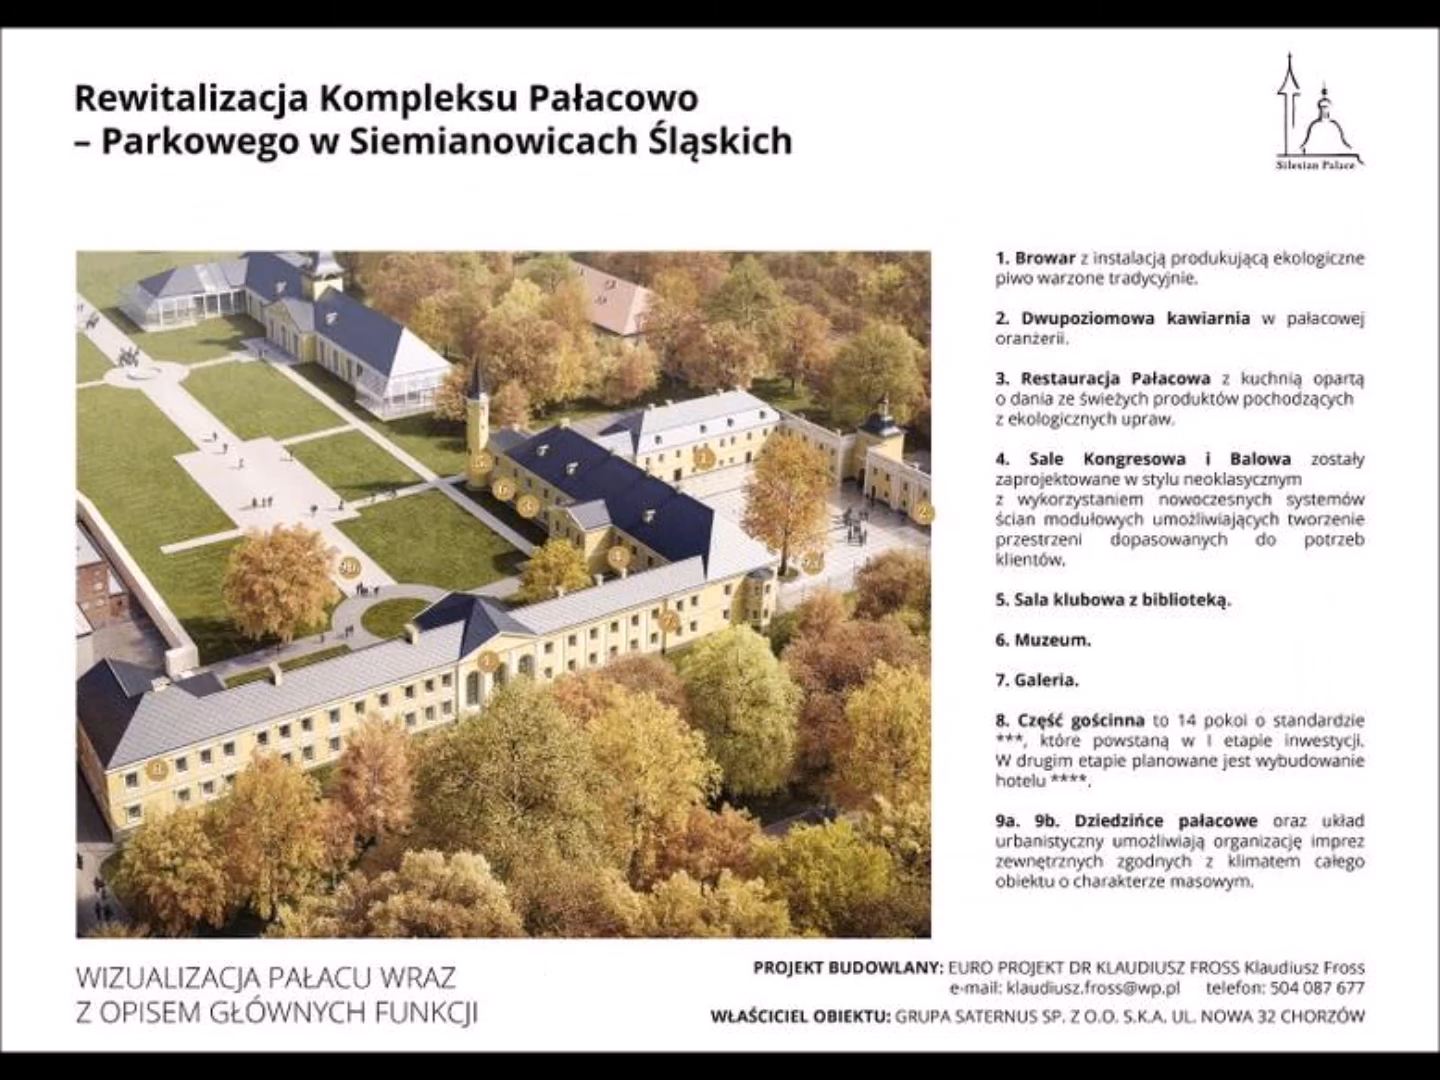 Rewitalizacja Kompleksu Pałacowo
– Parkowego w Siemianowicach Śląskich
Silesian Palace
1. Browar z instalacją produkującą ekologiczne
piwo warzone tradycyjnie.
2. Dwupoziomowa kawiarnia w pałacowej
oranżerii.
3. Restauracja Pałacowa z kuchnią opartą
o dania ze świeżych produktów pochodzących
z ekologicznych upraw.
4. Sale Kongresowa i Balowa zostały
zaprojektowane w stylu neoklasycznym
z wykorzystaniem nowoczesnych systemów
ścian modułowych umożliwiających tworzenie
przestrzeni dopasowanych do potrzeb
klientów.
5. Sala klubowa z biblioteką.
6. Muzeum.
7. Galeria.
8. Część gościnna to 14 pokoi o standardzie
***, które powstaną w I etapie inwestycji.
W drugim etapie planowane jest wybudowanie
hotelu ****.
9a. 9b. Dziedzińce pałacowe oraz układ
urbanistyczny umożliwiają organizację imprez
zewnętrznych zgodnych z klimatem całego
obiektu o charakterze masowym.
WIZUALIZACJA PAŁACU WRAZ
Z OPISEM GŁÓWNYCH FUNKCJI
PROJEKT BUDOWLANY: EURO PROJEKT DR KLAUDIUSZ FROSS Klaudiusz Fross
e-mail: klaudiusz.fross@wp.pl telefon: 504 087 677
WŁAŚCICIEL OBIEKTU: GRUPA SATERNUS SP. Z O.O. S.K.A. UL. NOWA 32 CHORZÓW